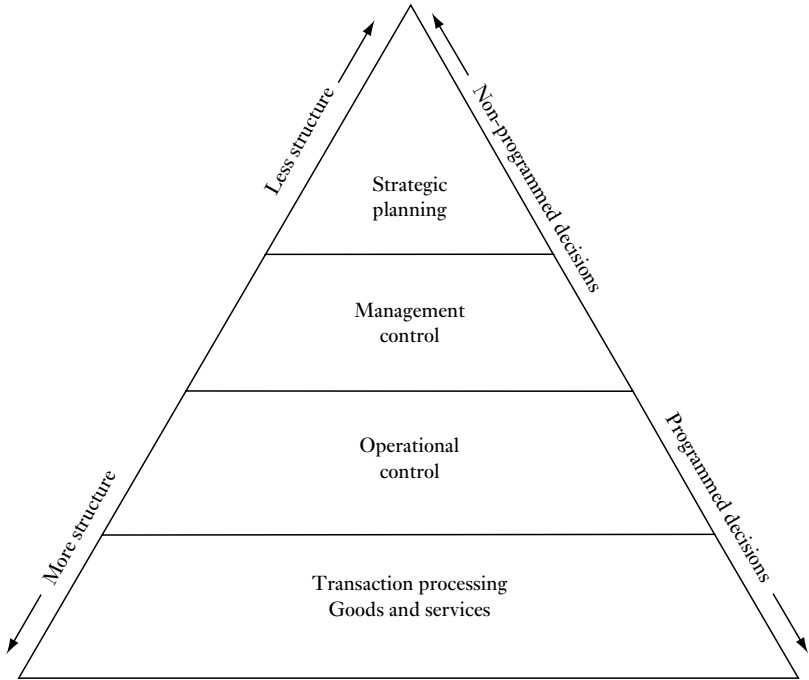 Less structure
Non-programmed decisions
Strategic
planning
Management
control
Operational
control
More structure
Programmed decisions
Transaction processing
Goods and services